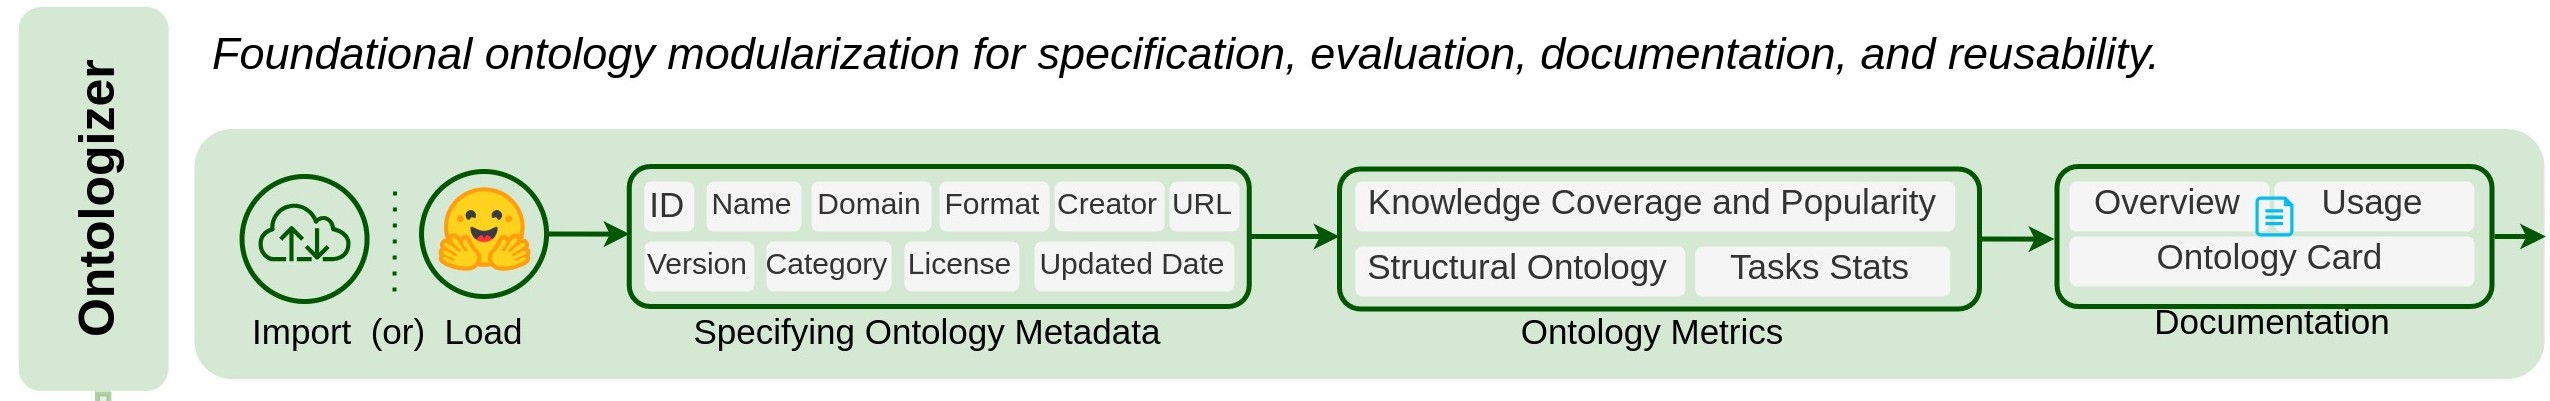 Ontologizer
Foundational ontology modularization for specification, evaluation, documentation, and reusability.
Import (or) Load
ID Name Domain Format Creator URL
Version Category License Updated Date
Specifying Ontology Metadata
Knowledge Coverage and Popularity
Structural Ontology Tasks Stats
Ontology Metrics
Overview Usage
Ontology Card
Documentation